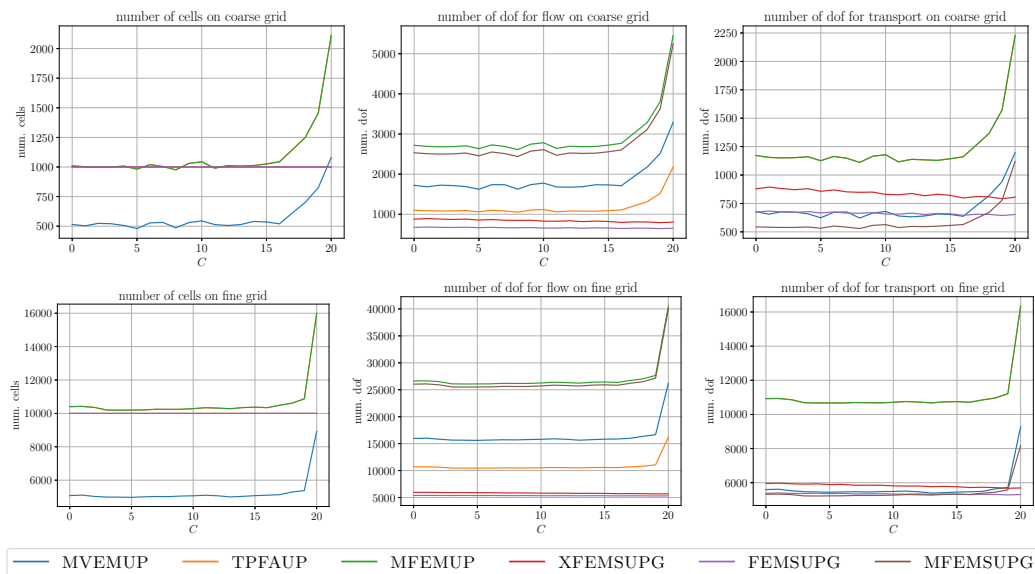 number of cells on coarse grid
number of dof for flow on coarse grid
number of dof for transport on coarse grid
num. cells
2000
1750
1500
1250
1000
750
500
0 5 10 15 20
C
num. dof
5000
4000
3000
2000
1000
0 5 10 15 20
C
num. dof
2250
2000
1750
1500
1250
1000
750
500
0 5 10 15 20
C
number of cells on fine grid
number of dof for flow on fine grid
number of dof for transport on fine grid
num. cells
16000
14000
12000
10000
8000
6000
0 5 10 15 20
C
num. dof
40000
35000
30000
25000
20000
15000
10000
5000
0 5 10 15 20
C
num. dof
16000
14000
12000
10000
8000
6000
0 5 10 15 20
C
MVEMUP TPFAUP MFEMUP XFEMSUPG FEMSUPG MFEMSUPG